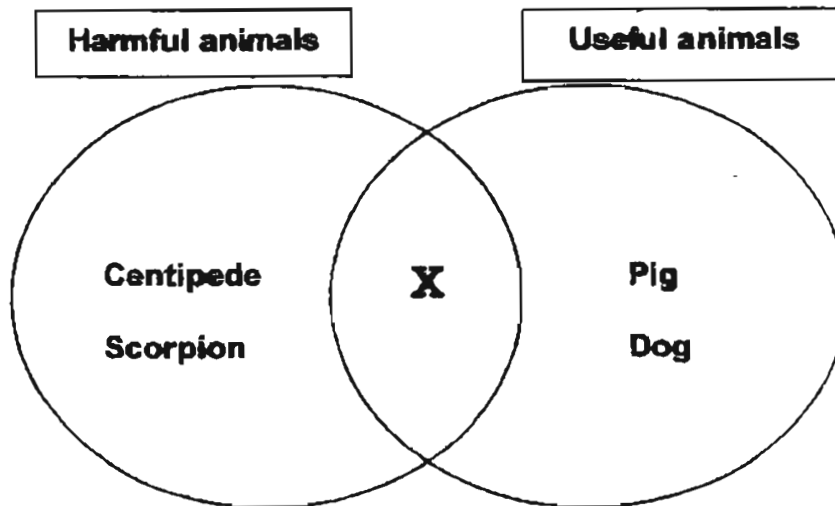 Harmful animals
Useful animals
Centipede
X
Pig
Scorpion
Dog